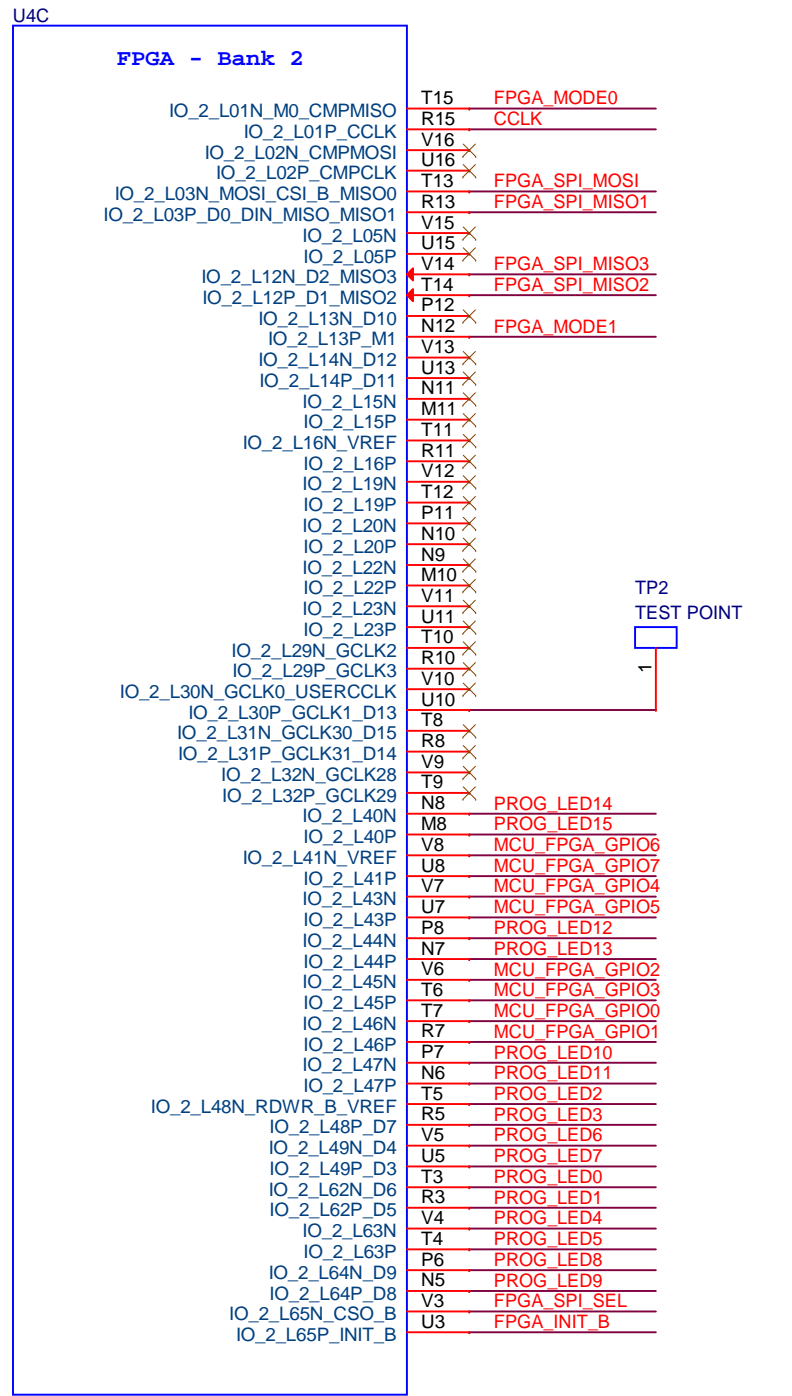 U4C
FPGA - Bank 2
IO_2_L01N_M0_CMPMISO T15 FPGA_MODE0
IO_2_L01P_CCLK R15 CCLK
IO_2_L02N_CMPMOSI V16
IO_2_L02P_CMPCLK U16
IO_2_L03N_MOSI_CSI_B_MISO0 T13 FPGA_SPI_MOSI
IO_2_L03P_D0_DIN_MISO_MISO1 R13 FPGA_SPI_MISO1
IO_2_L05N V15
IO_2_L05P U15
IO_2_L12N_D2_MISO3 V14 FPGA_SPI_MISO3
IO_2_L12P_D1_MISO2 T14 FPGA_SPI_MISO2
IO_2_L13N_D10 P12
IO_2_L13P_M1 N12 FPGA_MODE1
IO_2_L14N_D12 V13
IO_2_L14P_D11 U13
IO_2_L15N N11
IO_2_L15P M11
IO_2_L16N_VREF T11
IO_2_L16P R11
IO_2_L19N V12
IO_2_L19P T12
IO_2_L20N P11
IO_2_L20P N10
IO_2_L22N N9
IO_2_L22P M10
IO_2_L23N V11
IO_2_L23P U11
IO_2_L29N_GCLK2 T10
IO_2_L29P_GCLK3 R10
IO_2_L30N_GCLK0_USERCCLK V10
IO_2_L30P_GCLK1_D13 U10
TP2
TEST POINT
1
IO_2_L31N_GCLK30_D15 T8
IO_2_L31P_GCLK31_D14 R8
IO_2_L32N_GCLK28 V9
IO_2_L32P_GCLK29 T9
IO_2_L40N N8 PROG_LED14
IO_2_L40P M8 PROG_LED15
IO_2_L41N_VREF V8 MCU_FPGA_GPIO6
IO_2_L41P U8 MCU_FPGA_GPIO7
IO_2_L43N V7 MCU_FPGA_GPIO4
IO_2_L43P U7 MCU_FPGA_GPIO5
IO_2_L44N P8 PROG_LED12
IO_2_L44P N7 PROG_LED13
IO_2_L45N V6 MCU_FPGA_GPIO2
IO_2_L45P T6 MCU_FPGA_GPIO3
IO_2_L46N T7 MCU_FPGA_GPIO0
IO_2_L46P R7 MCU_FPGA_GPIO1
IO_2_L47N P7 PROG_LED10
IO_2_L47P N6 PROG_LED11
IO_2_L48N_RDWR_B_VREF T5 PROG_LED2
IO_2_L48P_D7 R5 PROG_LED3
IO_2_L49N_D4 V5 PROG_LED6
IO_2_L49P_D3 U5 PROG_LED7
IO_2_L62N_D6 T3 PROG_LED0
IO_2_L62P_D5 R3 PROG_LED1
IO_2_L63N V4 PROG_LED4
IO_2_L63P T4 PROG_LED5
IO_2_L64N_D9 P6 PROG_LED8
IO_2_L64P_D8 N5 PROG_LED9
IO_2_L65N_CSO_B V3 FPGA_SPI_SEL
IO_2_L65P_INIT_B U3 FPGA_INIT_B